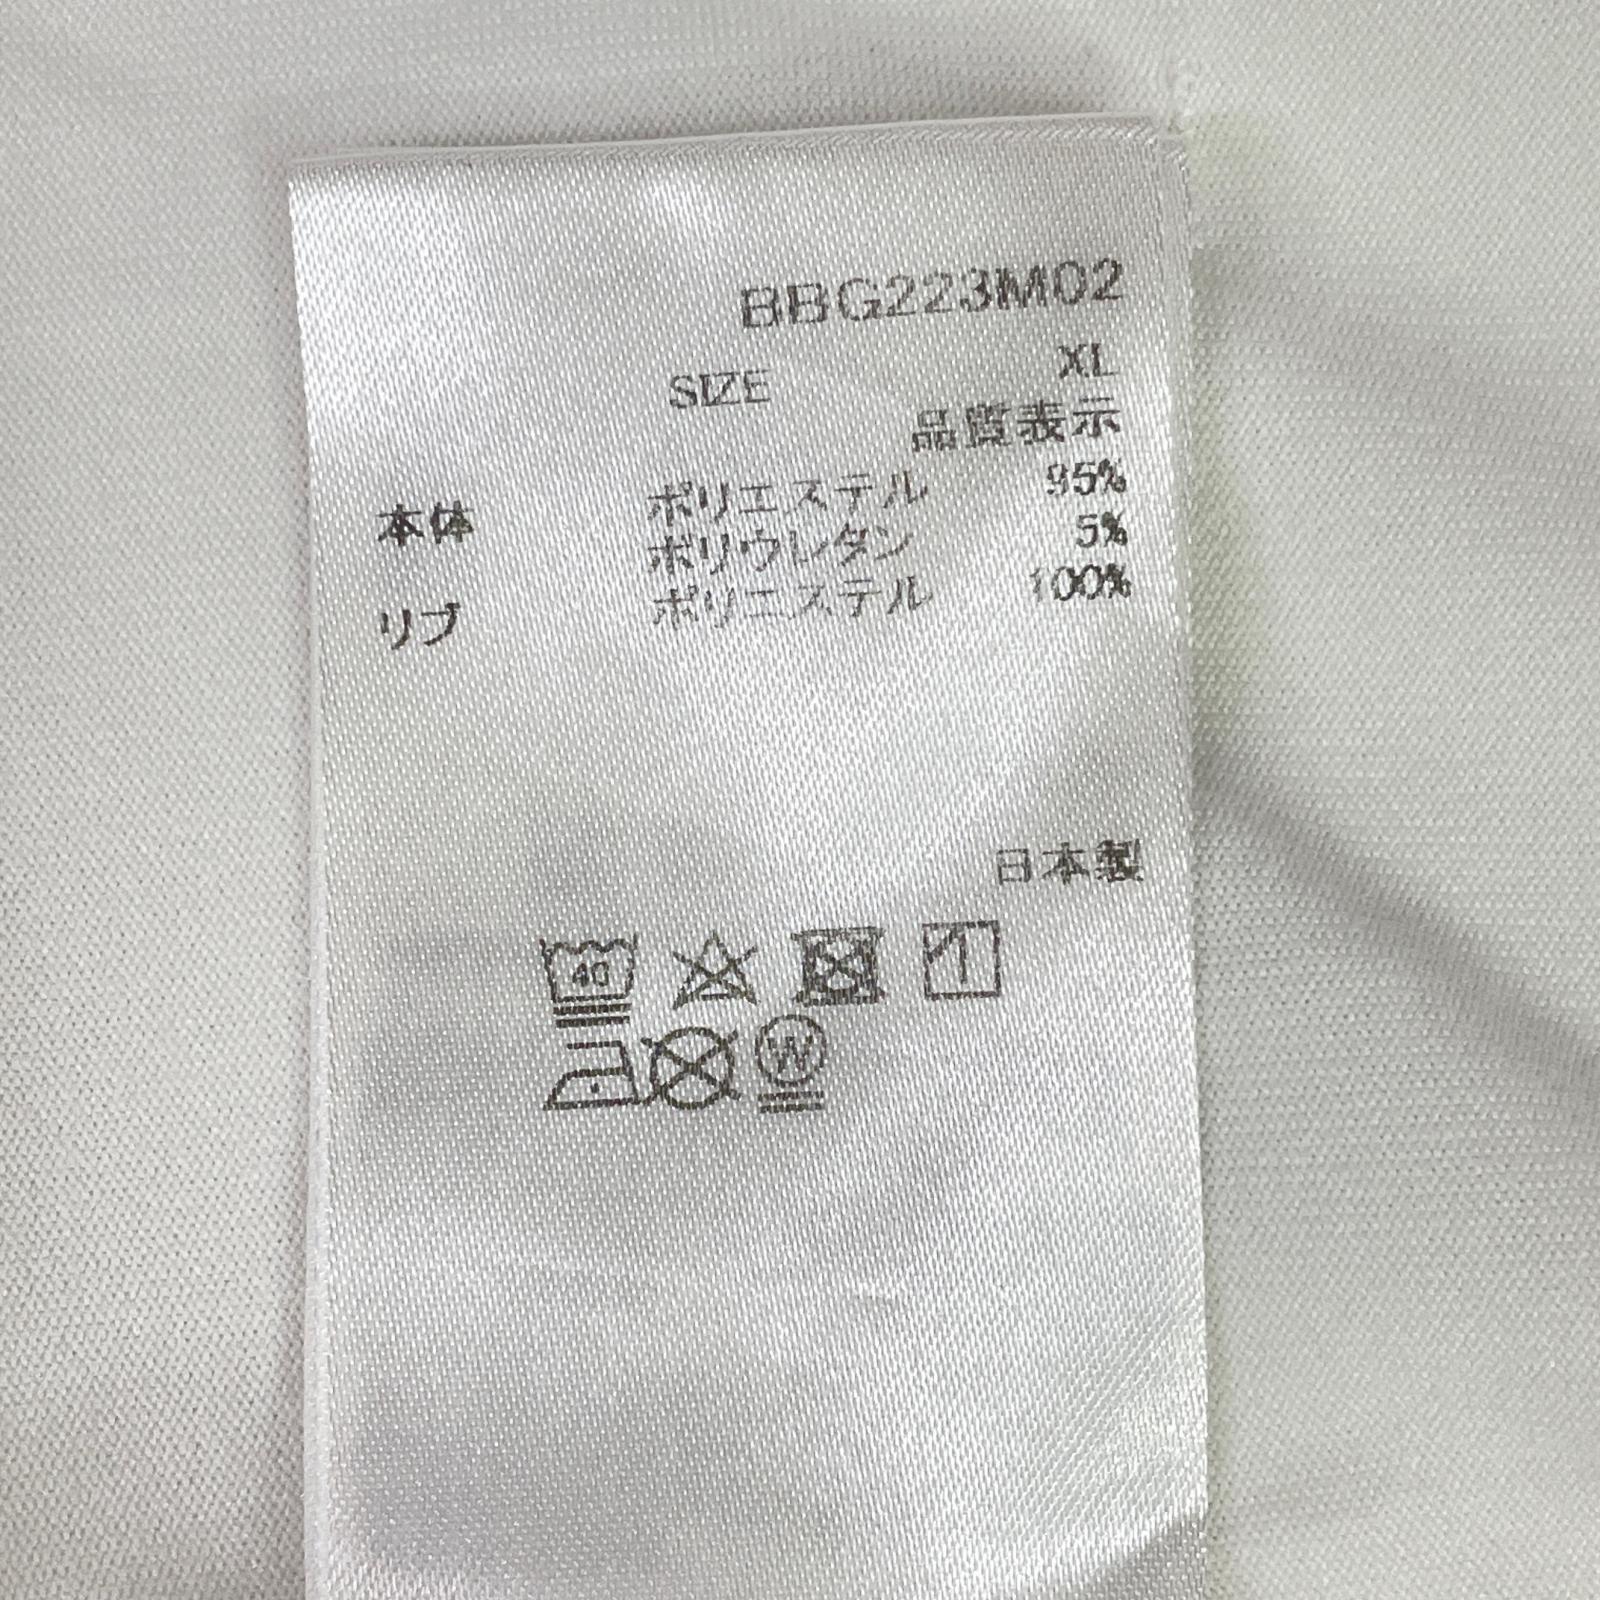 BBG223M02
SIZE XL
品質表示
本体 ポリエステル 95%
ポリウレタン 5%
リブ ポリエステル 100%
日本製
40
W